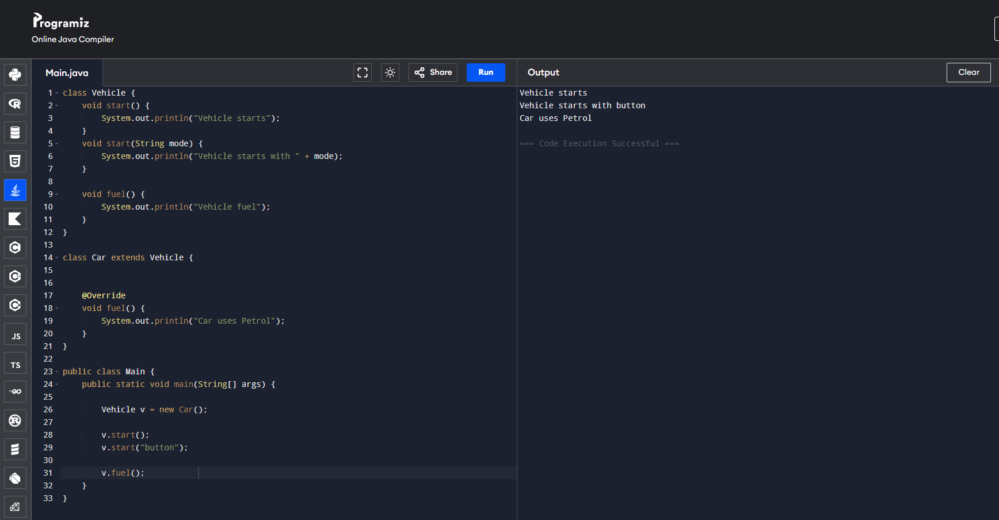 Programiz
Online Java Compiler
Main.java
Share
Run
Output
Clear
1 class Vehicle {
2     void start() {
3         System.out.println("Vehicle starts");
4     }
5     void start(String mode) {
6         System.out.println("Vehicle starts with " + mode);
7     }
8
9     void fuel() {
10         System.out.println("Vehicle fuel");
11     }
12 }
13
14 class Car extends Vehicle {
15
16
17     @Override
18     void fuel() {
19         System.out.println("Car uses Petrol");
20     }
21 }
22
23 public class Main {
24     public static void main(String[] args) {
25
26         Vehicle v = new Car();
27
28         v.start();
29         v.start("button");
30
31         v.fuel();
32     }
33 }
Vehicle starts
Vehicle starts with button
Car uses Petrol
=== Code Execution Successful ===
R
5
C
C
C
JS
TS
GO
R